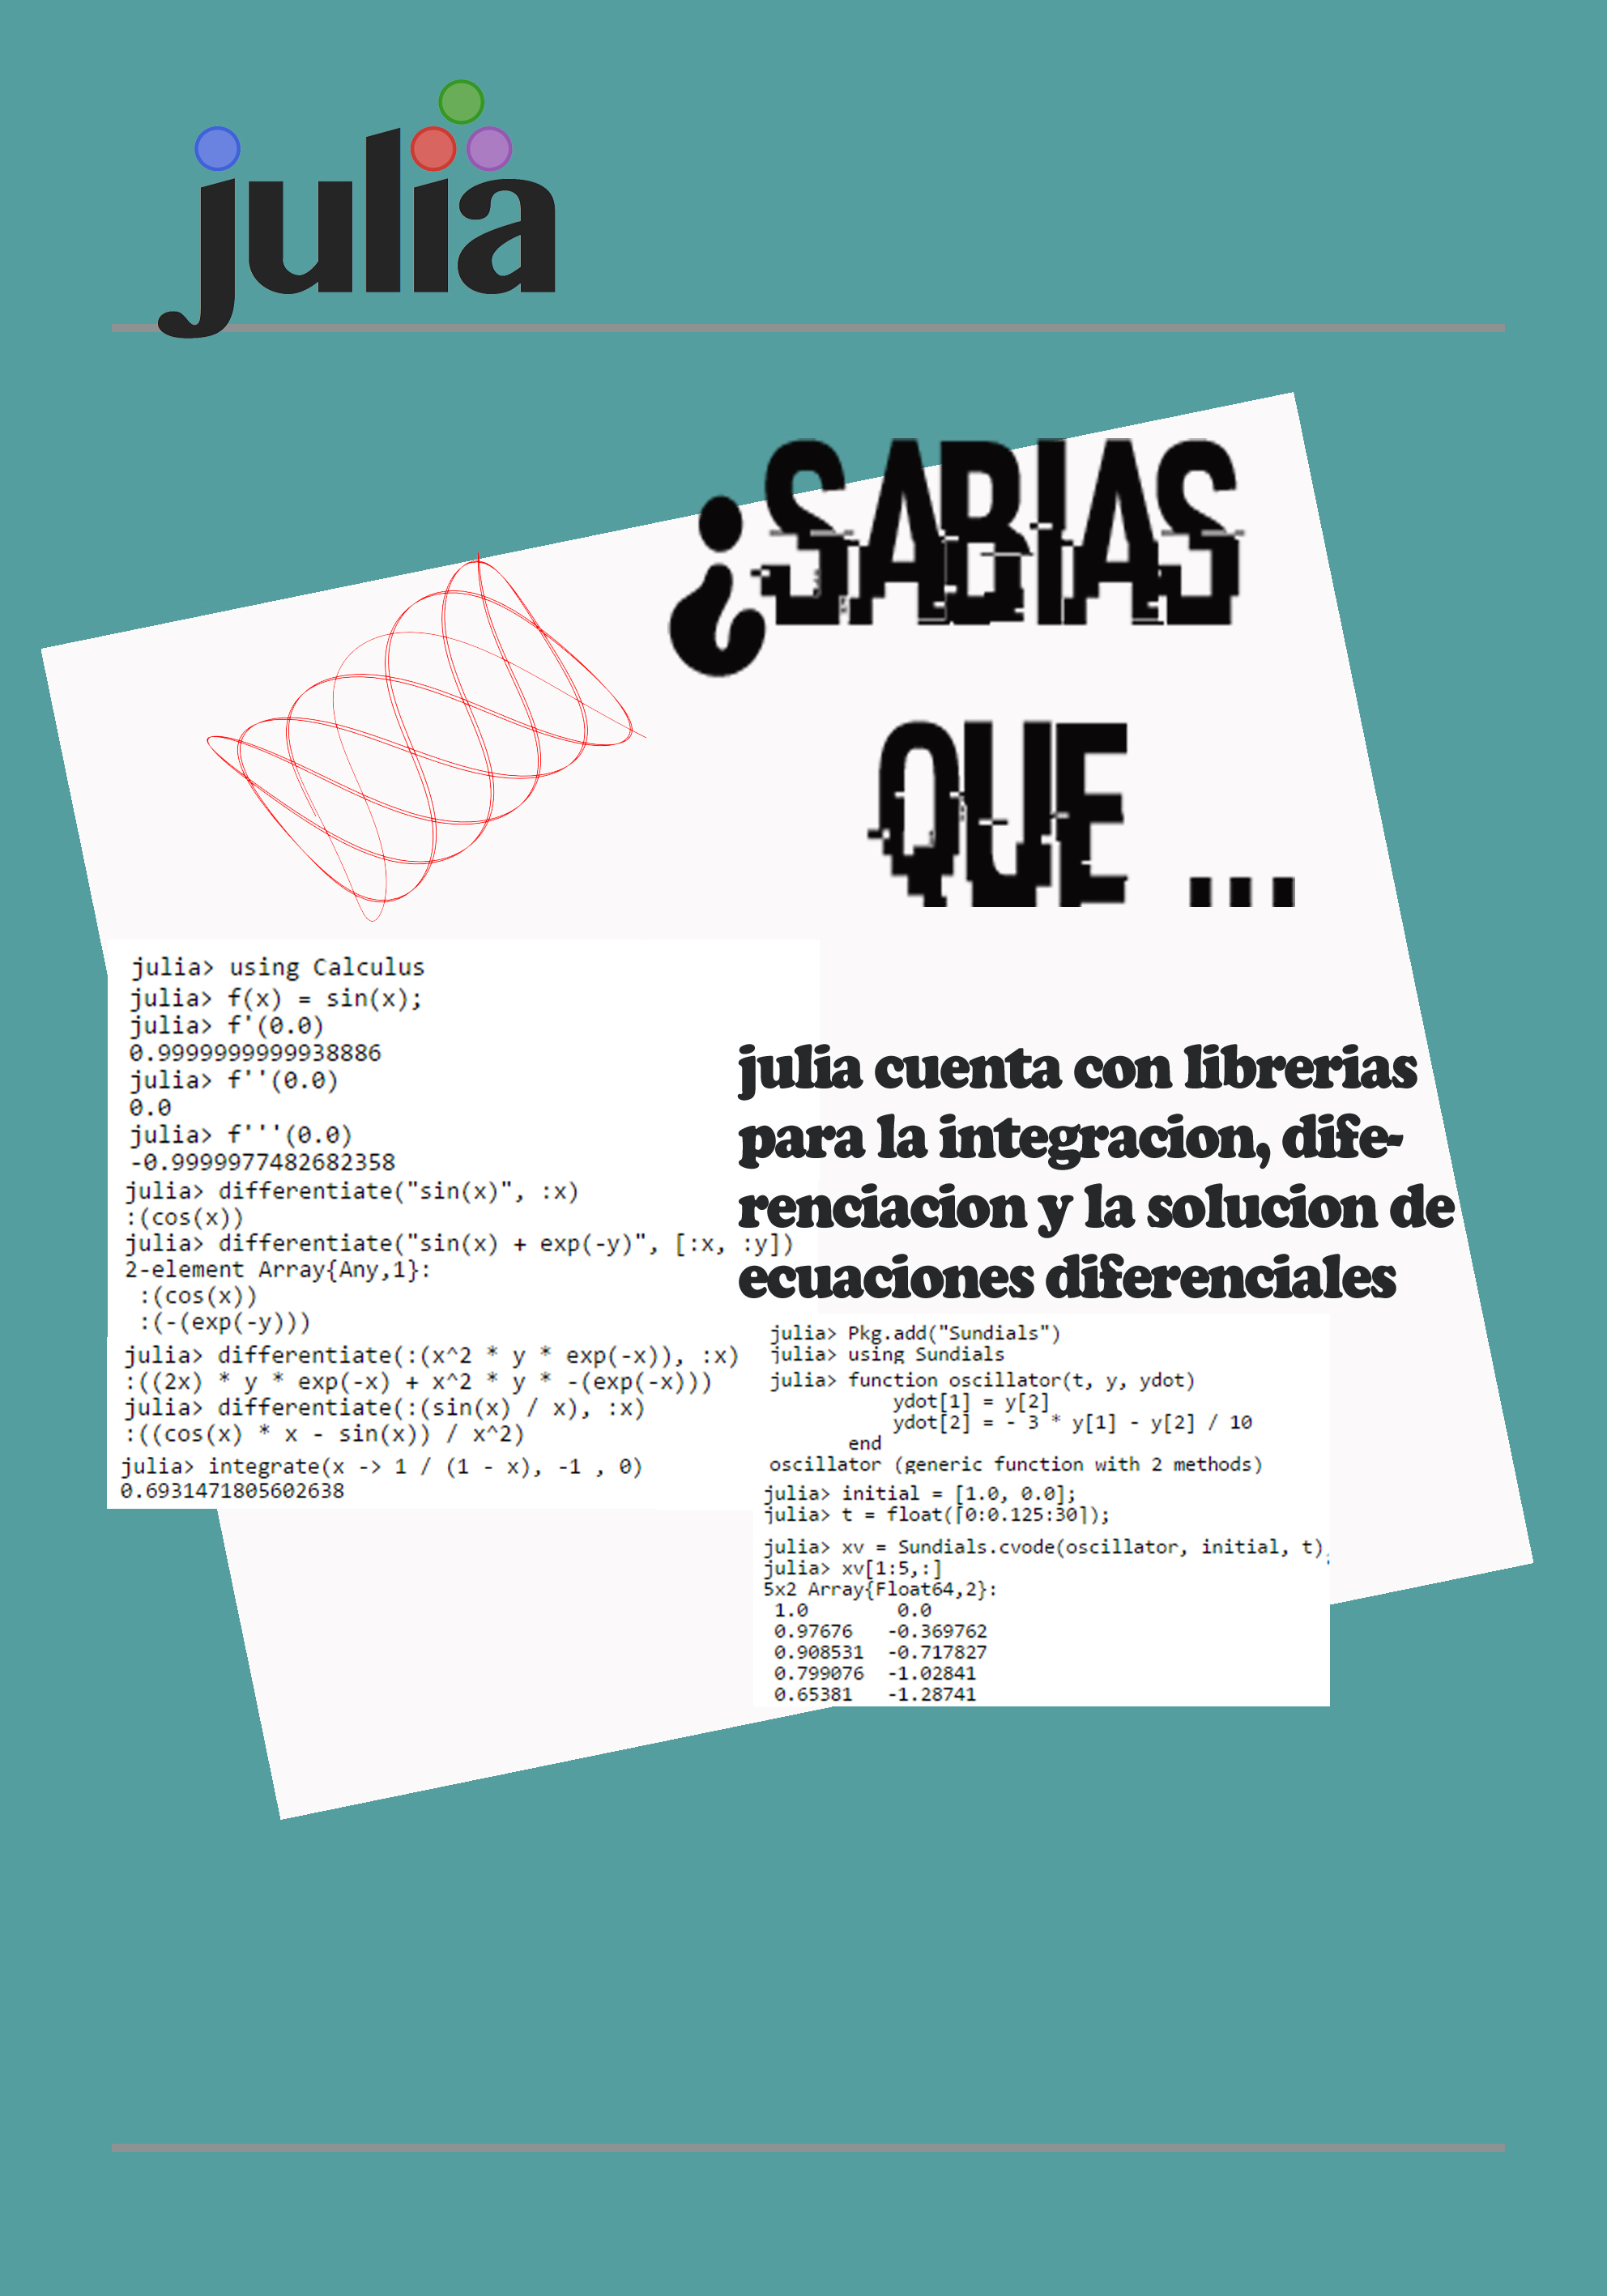 julia
¿SABIAS
QUE ...
julia> using Calculus
julia> f(x) = sin(x);
julia> f'(0.0)
0.9999999999938886
julia> f''(0.0)
0.0
julia> f'''(0.0)
-0.9999977482682358
julia> differentiate("sin(x)", :x)
:(cos(x))
julia> differentiate("sin(x) + exp(-y)", [:x, :y])
2-element Array{Any,1}:
:(cos(x))
:(-(exp(-y)))
julia> differentiate(:(x^2 * y * exp(-x)), :x)
:((2x) * y * exp(-x) + x^2 * y * -(exp(-x)))
julia> differentiate(:(sin(x) / x), :x)
:((cos(x) * x - sin(x)) / x^2)
julia> integrate(x -> 1 / (1 - x), -1 , 0)
0.6931471805602638
julia cuenta con librerias
para la integracion, dife-
renciacion y la solucion de
ecuaciones diferenciales
julia> Pkg.add("Sundials")
julia> using Sundials
julia> function oscillator(t, y, ydot)
ydot[1] = y[2]
ydot[2] = - 3 * y[1] - y[2] / 10
end
oscillator (generic function with 2 methods)
julia> initial = [1.0, 0.0];
julia> t = float([0:0.125:30]);
julia> xv = Sundials.cvode(oscillator, initial, t);
julia> xv[1:5,:]
5x2 Array{Float64,2}:
1.0 0.0
0.97676 -0.369762
0.908531 -0.717827
0.799076 -1.02841
0.65381 -1.28741